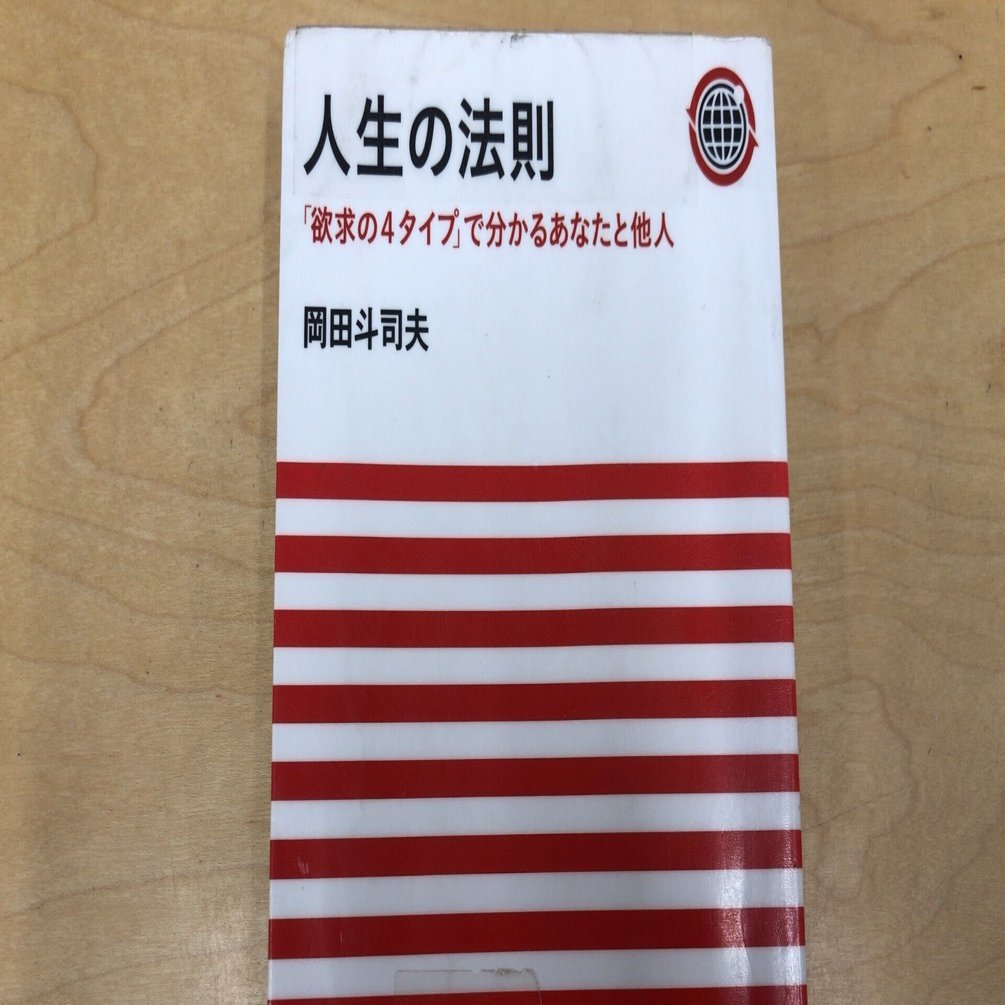 人生の法則
「欲求の4タイプ」で分かるあなたと他人
岡田斗司夫